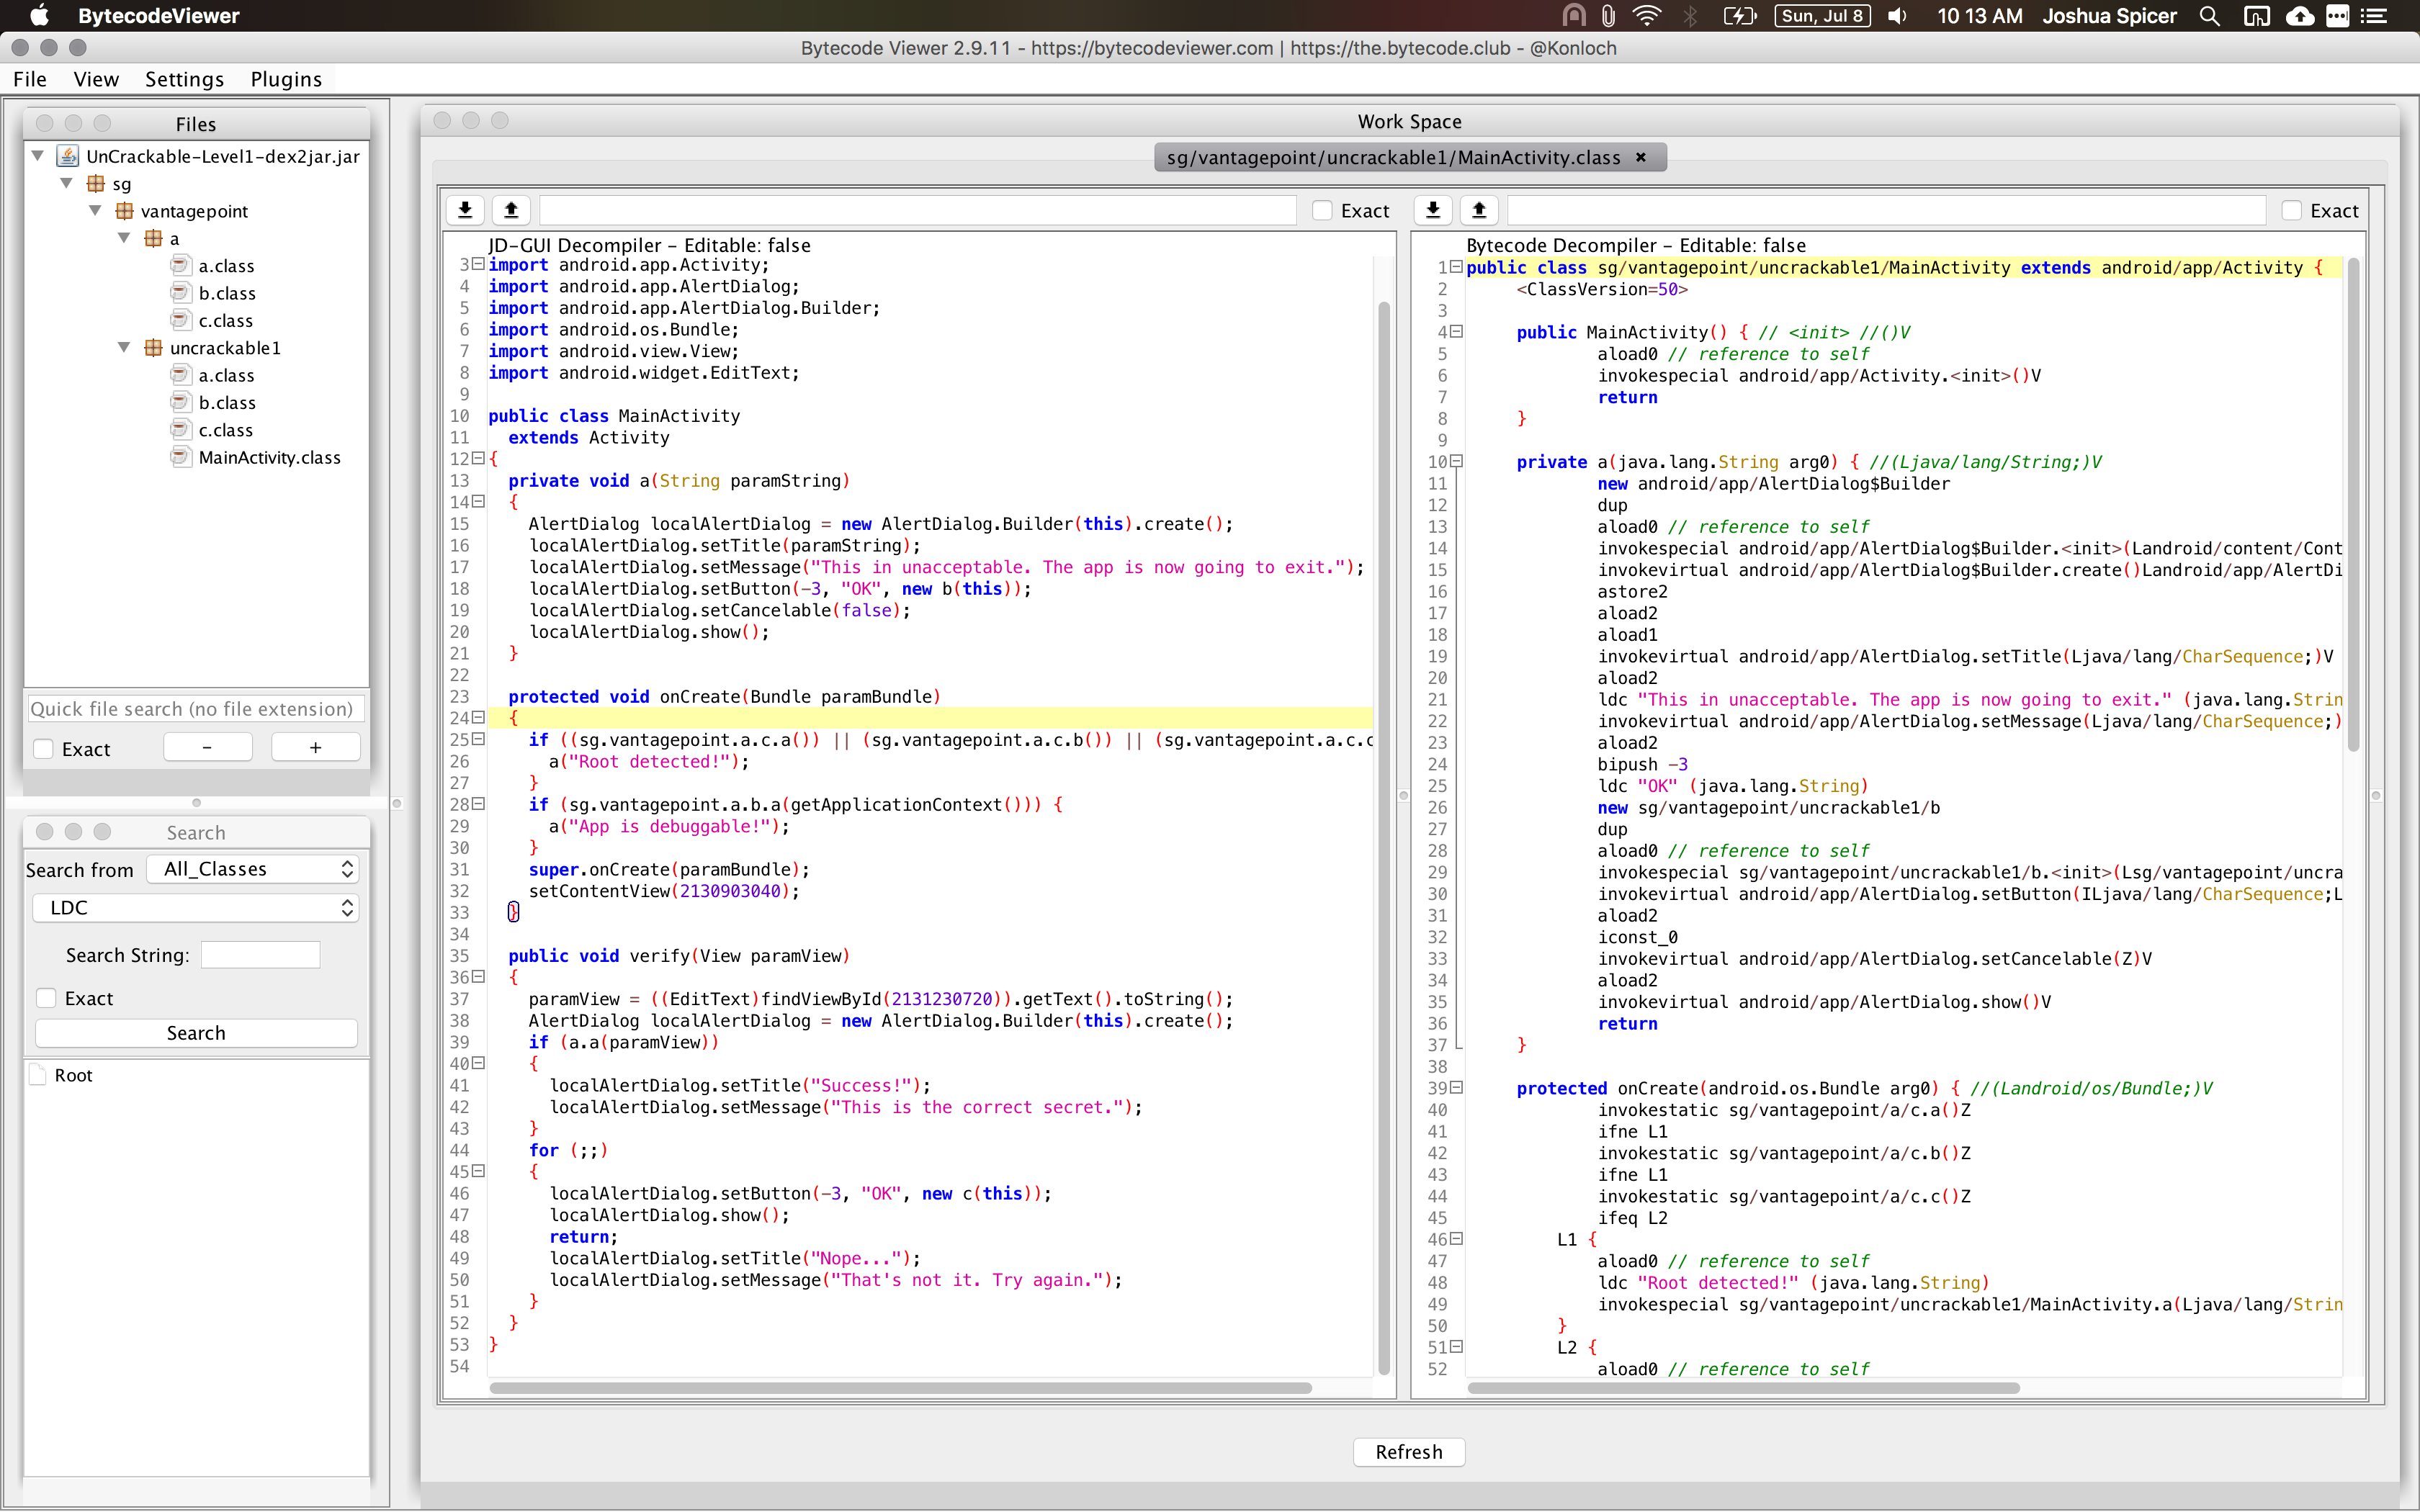 BytecodeViewer
Sun, Jul 8
10 13 AM
Joshua Spicer
Bytecode Viewer 2.9.11 - https://bytecodeviewer.com | https://the.bytecode.club - @Konloch
File View Settings Plugins
Files
UnCrackable-Level1-dex2jar.jar
sg
vantagepoint
a
a.class
b.class
c.class
uncrackable1
a.class
b.class
c.class
MainActivity.class
Quick file search (no file extension)
Exact
-
+
Search
Search from All_Classes
LDC
Search String:
Exact
Search
Root
Work Space
sg/vantagepoint/uncrackable1/MainActivity.class
Exact
JD-GUI Decompiler - Editable: false
3 import android.app.Activity;
4 import android.app.AlertDialog;
5 import android.app.AlertDialog.Builder;
6 import android.os.Bundle;
7 import android.view.View;
8 import android.widget.EditText;
9
10 public class MainActivity
11 extends Activity
12 {
13 private void a(String paramString)
14 {
15 AlertDialog localAlertDialog = new AlertDialog.Builder(this).create();
16 localAlertDialog.setTitle(paramString);
17 localAlertDialog.setMessage("This in unacceptable. The app is now going to exit.");
18 localAlertDialog.setButton(-3, "OK", new b(this));
19 localAlertDialog.setCancelable(false);
20 localAlertDialog.show();
21 }
22
23 protected void onCreate(Bundle paramBundle)
24 {
25 if ((sg.vantagepoint.a.c.a()) || (sg.vantagepoint.a.c.b()) || (sg.vantagepoint.a.c.c
26 a("Root detected!");
27 }
28 if (sg.vantagepoint.a.b.a(getApplicationContext())) {
29 a("App is debuggable!");
30 }
31 super.onCreate(paramBundle);
32 setContentView(2130903040);
33 }
34
35 public void verify(View paramView)
36 {
37 paramView = ((EditText)findViewById(2131230720)).getText().toString();
38 AlertDialog localAlertDialog = new AlertDialog.Builder(this).create();
39 if (a.a(paramView))
40 {
41 localAlertDialog.setTitle("Success!");
42 localAlertDialog.setMessage("This is the correct secret.");
43 }
44 for (;;)
45 {
46 localAlertDialog.setButton(-3, "OK", new c(this));
47 localAlertDialog.show();
48 return;
49 localAlertDialog.setTitle("Nope...");
50 localAlertDialog.setMessage("That's not it. Try again.");
51 }
52 }
53 }
54
Exact
Bytecode Decompiler - Editable: false
1 public class sg/vantagepoint/uncrackable1/MainActivity extends android/app/Activity {
2 <ClassVersion=50>
3
4 public MainActivity() { // <init> //()V
5 aload0 // reference to self
6 invokespecial android/app/Activity.<init>()V
7 return
8 }
9
10 private a(java.lang.String arg0) { //(Ljava/lang/String;)V
11 new android/app/AlertDialog$Builder
12 dup
13 aload0 // reference to self
14 invokespecial android/app/AlertDialog$Builder.<init>(Landroid/content/Cont
15 invokevirtual android/app/AlertDialog$Builder.create()Landroid/app/AlertDi
16 astore2
17 aload2
18 aload1
19 invokevirtual android/app/AlertDialog.setTitle(Ljava/lang/CharSequence;)V
20 aload2
21 ldc "This in unacceptable. The app is now going to exit." (java.lang.Strin
22 invokevirtual android/app/AlertDialog.setMessage(Ljava/lang/CharSequence;)
23 aload2
24 bipush -3
25 ldc "OK" (java.lang.String)
26 new sg/vantagepoint/uncrackable1/b
27 dup
28 aload0 // reference to self
29 invokespecial sg/vantagepoint/uncrackable1/b.<init>(Lsg/vantagepoint/uncra
30 invokevirtual android/app/AlertDialog.setButton(ILjava/lang/CharSequence;L
31 aload2
32 iconst_0
33 invokevirtual android/app/AlertDialog.setCancelable(Z)V
34 aload2
35 invokevirtual android/app/AlertDialog.show()V
36 return
37 }
38
39 protected onCreate(android.os.Bundle arg0) { //(Landroid/os/Bundle;)V
40 invokestatic sg/vantagepoint/a/c.a()Z
41 ifne L1
42 invokestatic sg/vantagepoint/a/c.b()Z
43 ifne L1
44 invokestatic sg/vantagepoint/a/c.c()Z
45 ifeq L2
46 L1 {
47 aload0 // reference to self
48 ldc "Root detected!" (java.lang.String)
49 invokespecial sg/vantagepoint/uncrackable1/MainActivity.a(Ljava/lang/Strin
50 }
51 L2 {
52 aload0 // reference to self
Refresh